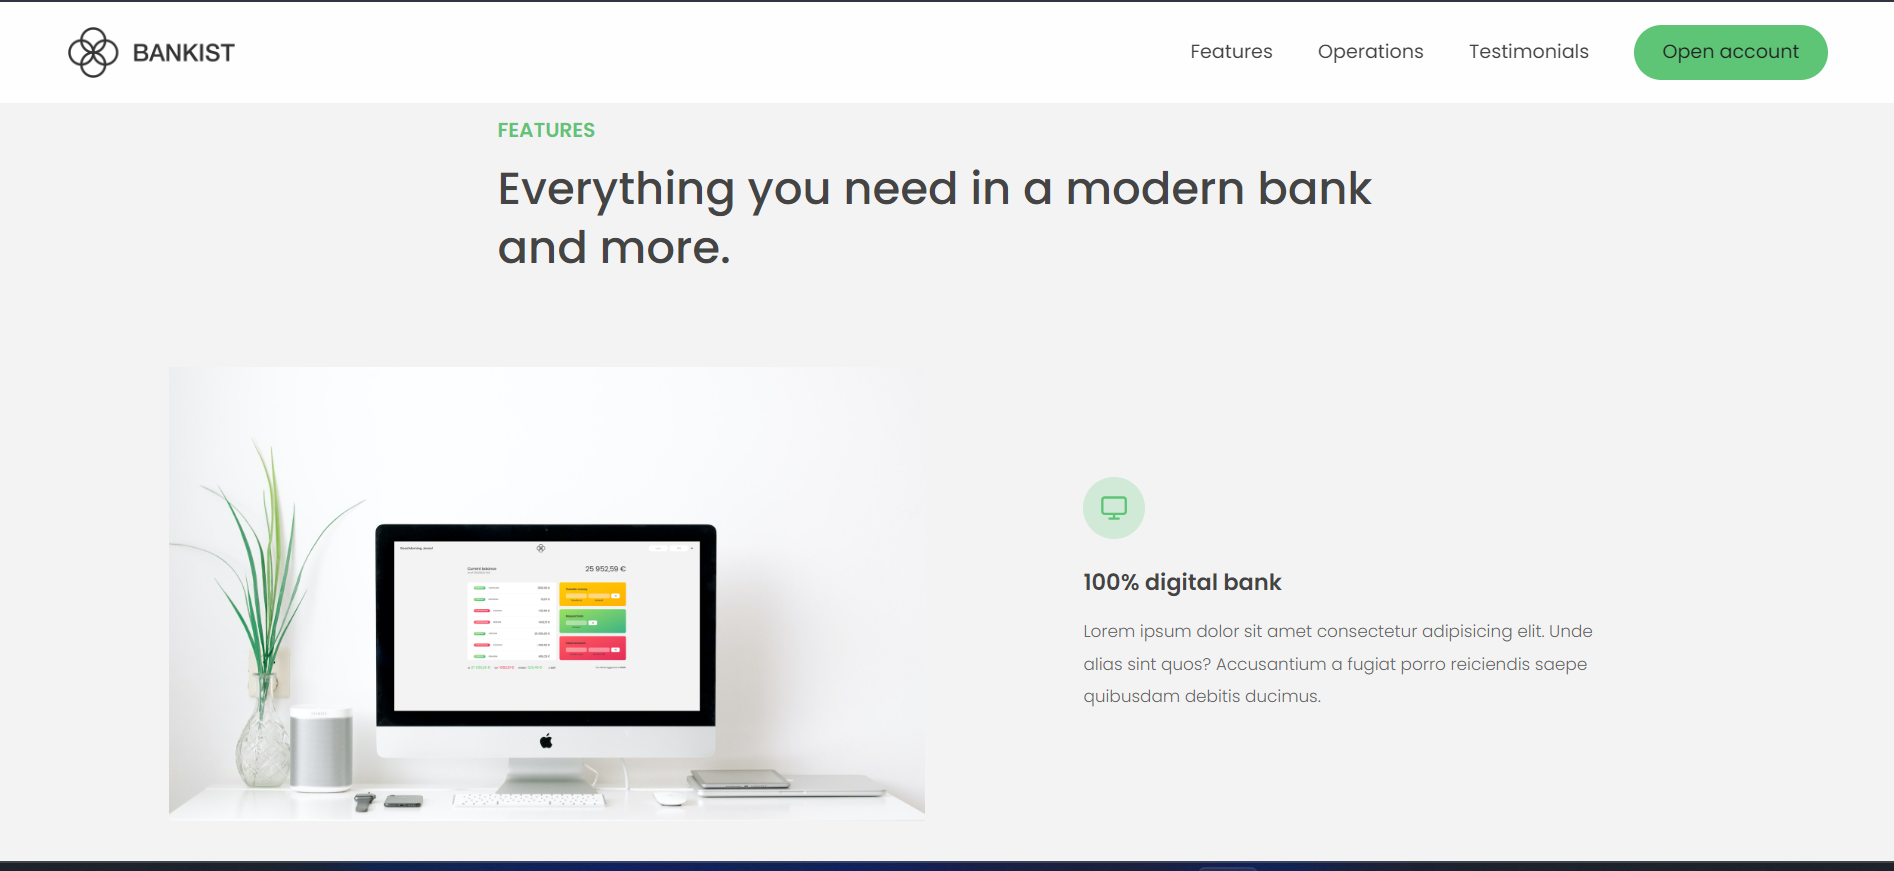 BANKIST
Features
Operations
Testimonials
Open account
FEATURES
Everything you need in a modern bank
and more.
25 952,59 €
100% digital bank
Lorem ipsum dolor sit amet consectetur adipisicing elit. Unde
alias sint quos? Accusantium a fugiat porro reiciendis saepe
quibusdam debitis ducimus.